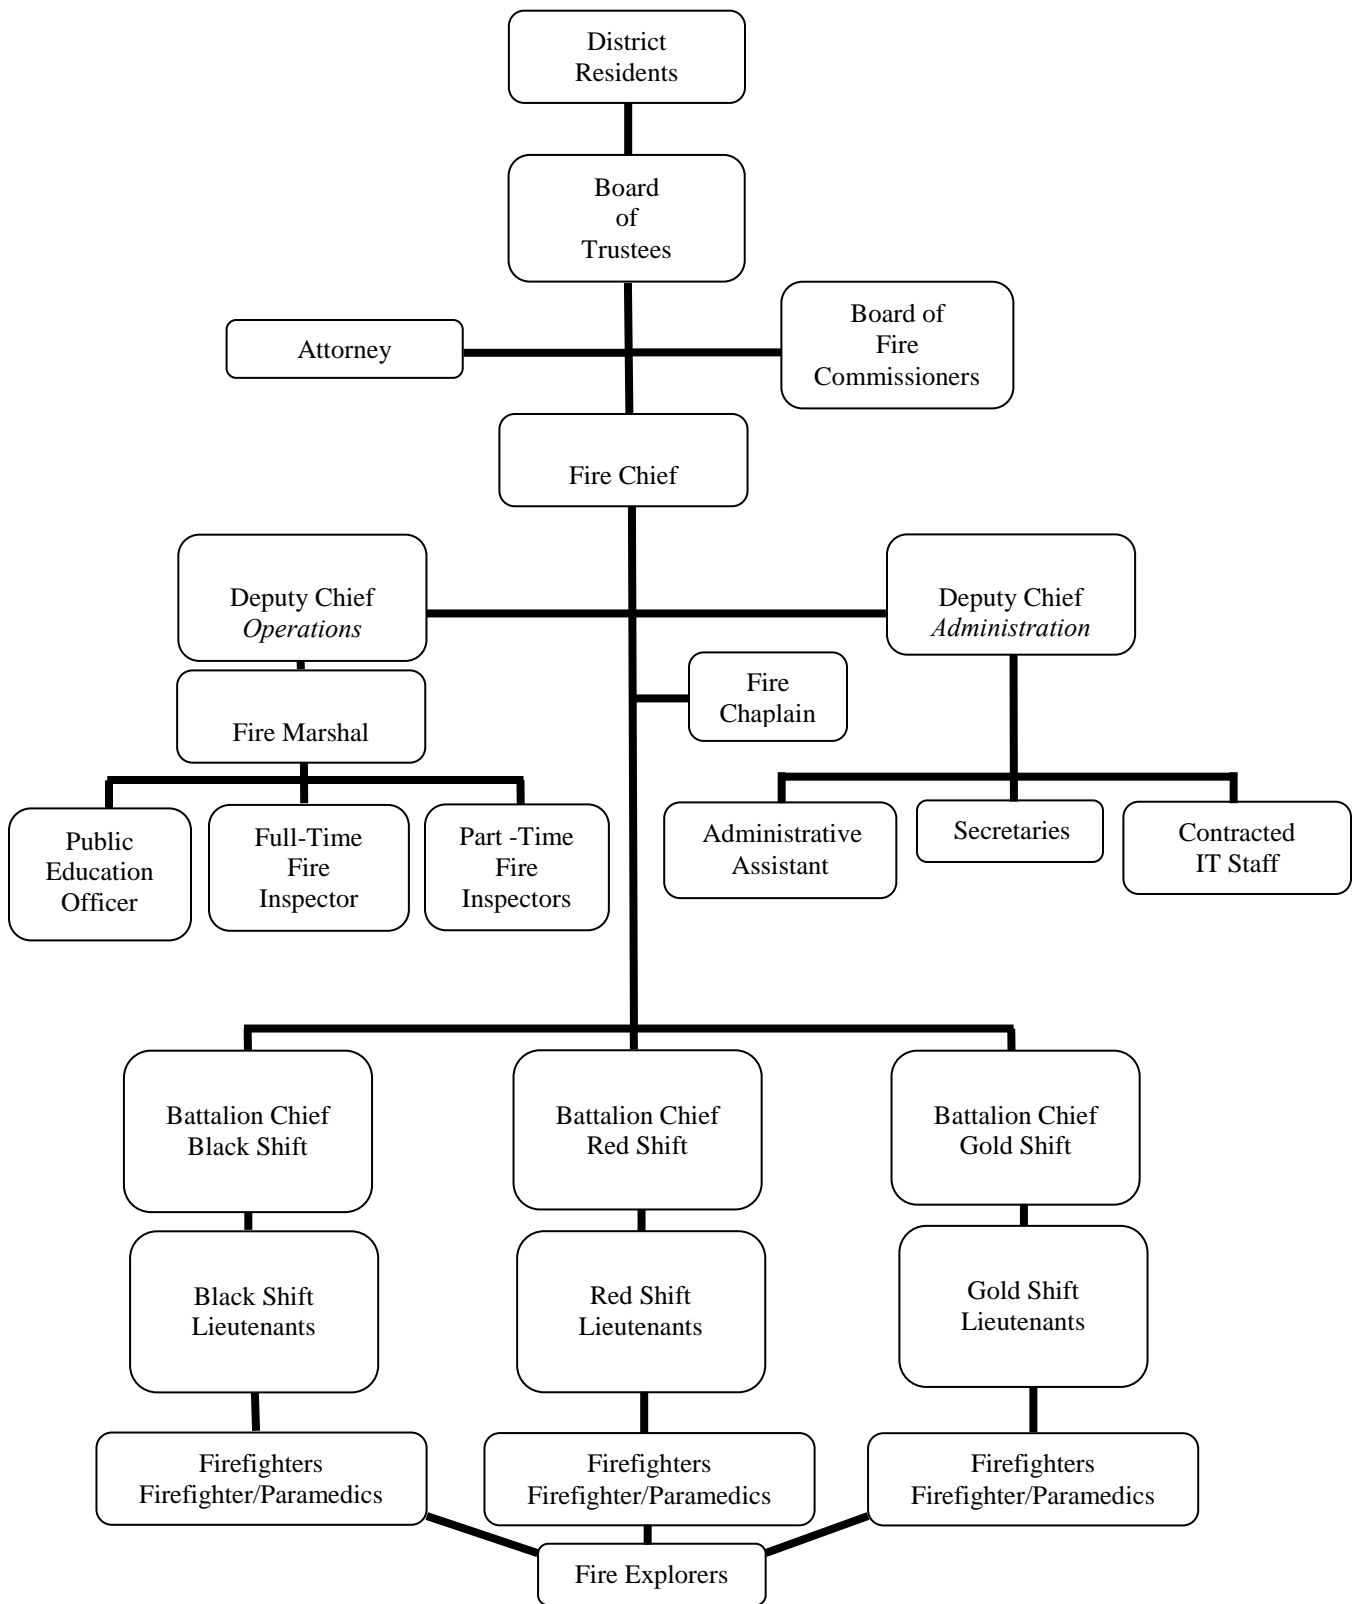 District
Residents
Board
of
Trustees
Attorney
Board of
Fire
Commissioners
Fire Chief
Deputy Chief
Operations
Deputy Chief
Administration
Fire
Chaplain
Fire Marshal
Public
Education
Officer
Full-Time
Fire
Inspector
Part -Time
Fire
Inspectors
Administrative
Assistant
Secretaries
Contracted
IT Staff
Battalion Chief
Black Shift
Battalion Chief
Red Shift
Battalion Chief
Gold Shift
Black Shift
Lieutenants
Red Shift
Lieutenants
Gold Shift
Lieutenants
Firefighters
Firefighter/Paramedics
Firefighters
Firefighter/Paramedics
Firefighters
Firefighter/Paramedics
Fire Explorers